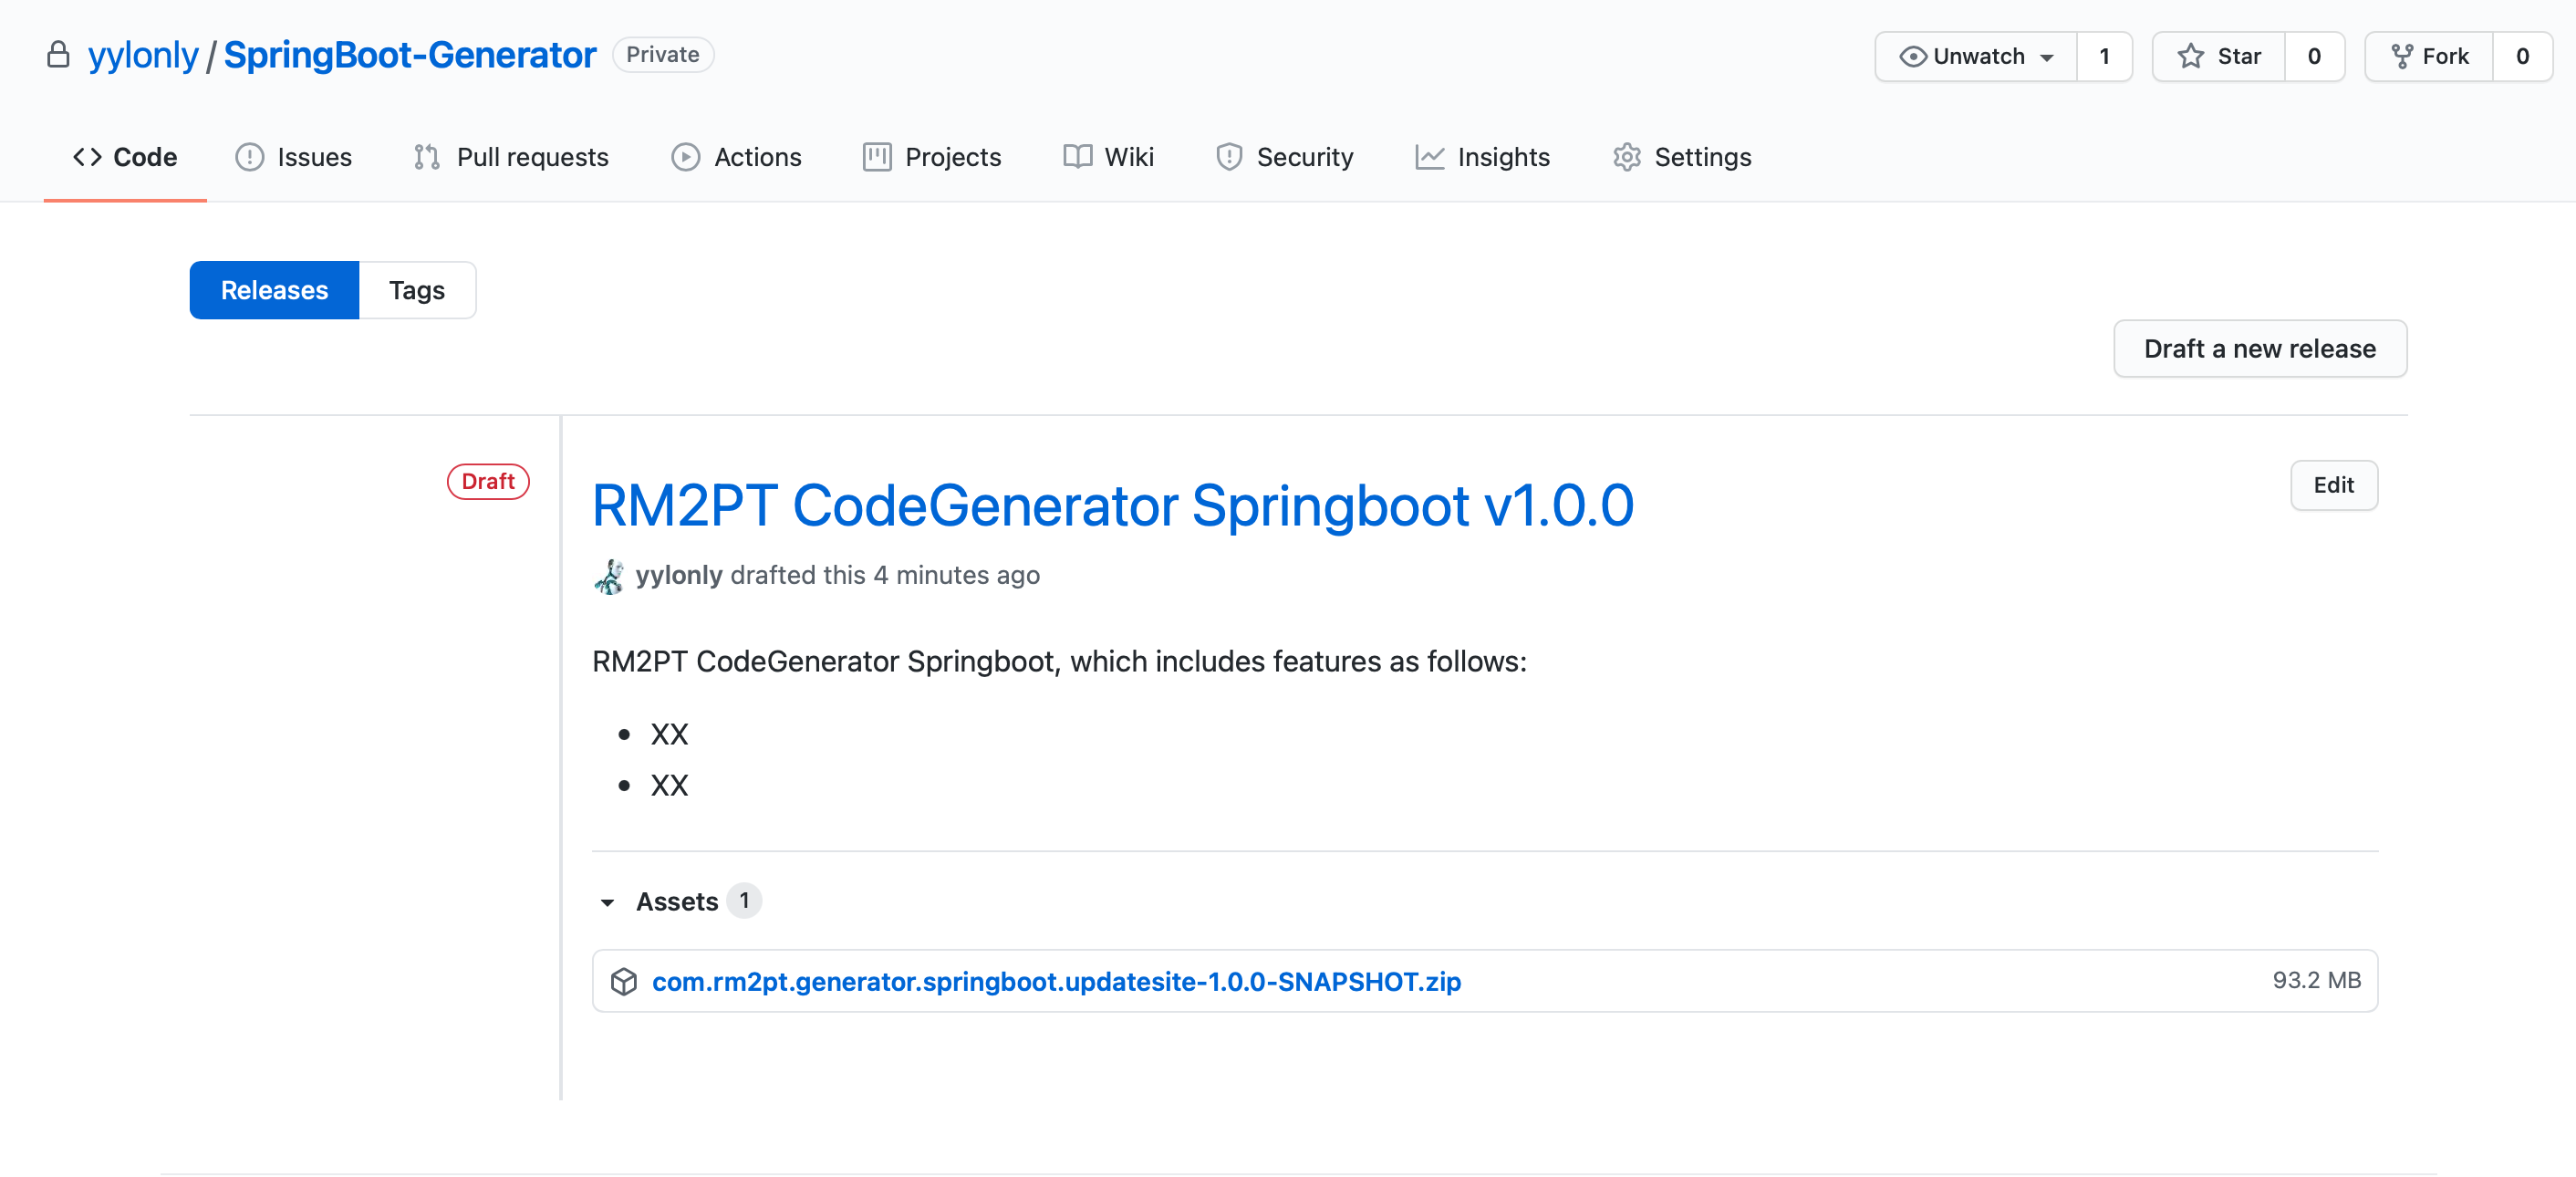 yylonly / SpringBoot-Generator Private
Unwatch 1 Star 0 Fork 0
Code Issues Pull requests Actions Projects Wiki Security Insights Settings
Releases Tags
Draft a new release
Draft
RM2PT CodeGenerator Springboot v1.0.0
Edit
yylonly drafted this 4 minutes ago
RM2PT CodeGenerator Springboot, which includes features as follows:
• XX
• XX
Assets 1
com.rm2pt.generator.springboot.updatesite-1.0.0-SNAPSHOT.zip 93.2 MB